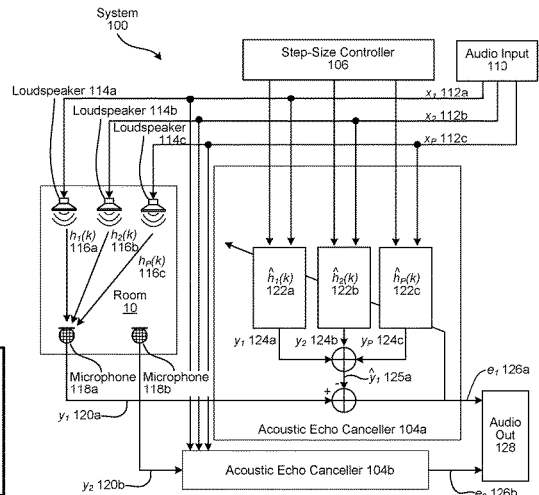 System
100
Step-Size Controller
106
Audio Input
110
Loudspeaker 114a
Loudspeaker 114b
Loudspeaker
114c
x1 112a
x2 112b
xP 112c
h1(k)
116a
h2(k)
116b
hP(k)
116c
Room
10
ĥ1(k)
122a
ĥ2(k)
122b
ĥP(k)
122c
y1 124a
y2 124b
yP 124c
ŷ1 125a
-
+
Microphone
118a
Microphone
118b
y1 120a
e1 126a
Acoustic Echo Canceller 104a
Audio
Out
128
Acoustic Echo Canceller 104b
y2 120b
e2 126b